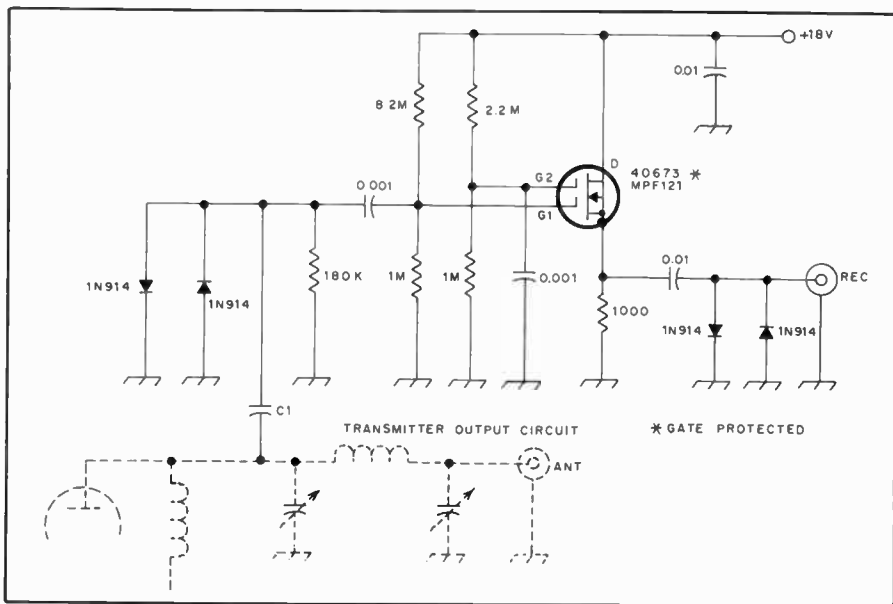 +18V
0.01
8.2M
2.2M
D
40673 *
MPF121
G2
G1
0.001
1N914
1N914
180K
1M
1M
0.001
0.01
REC
1000
1N914
1N914
C1
TRANSMITTER OUTPUT CIRCUIT
* GATE PROTECTED
ANT